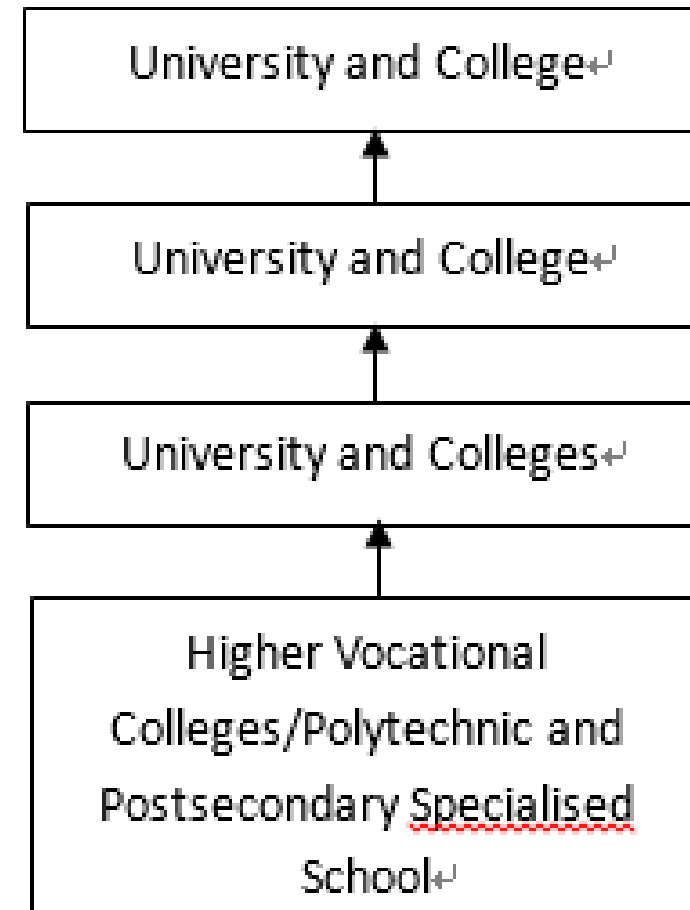 University and College
University and College
University and Colleges
Higher Vocational
Colleges/Polytechnic and
Postsecondary Specialised
School